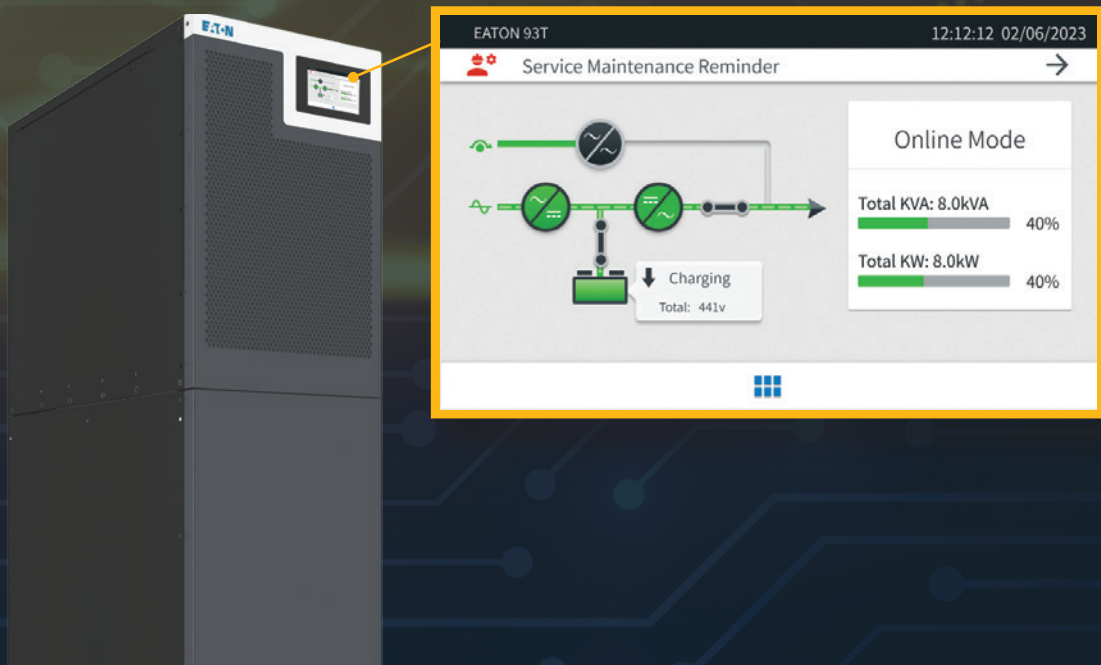 EATON
EATON 93T
12:12:12 02/06/2023
Service Maintenance Reminder
Online Mode
Total KVA: 8.0kVA
40%
Total KW: 8.0kW
40%
Charging
Total: 441v